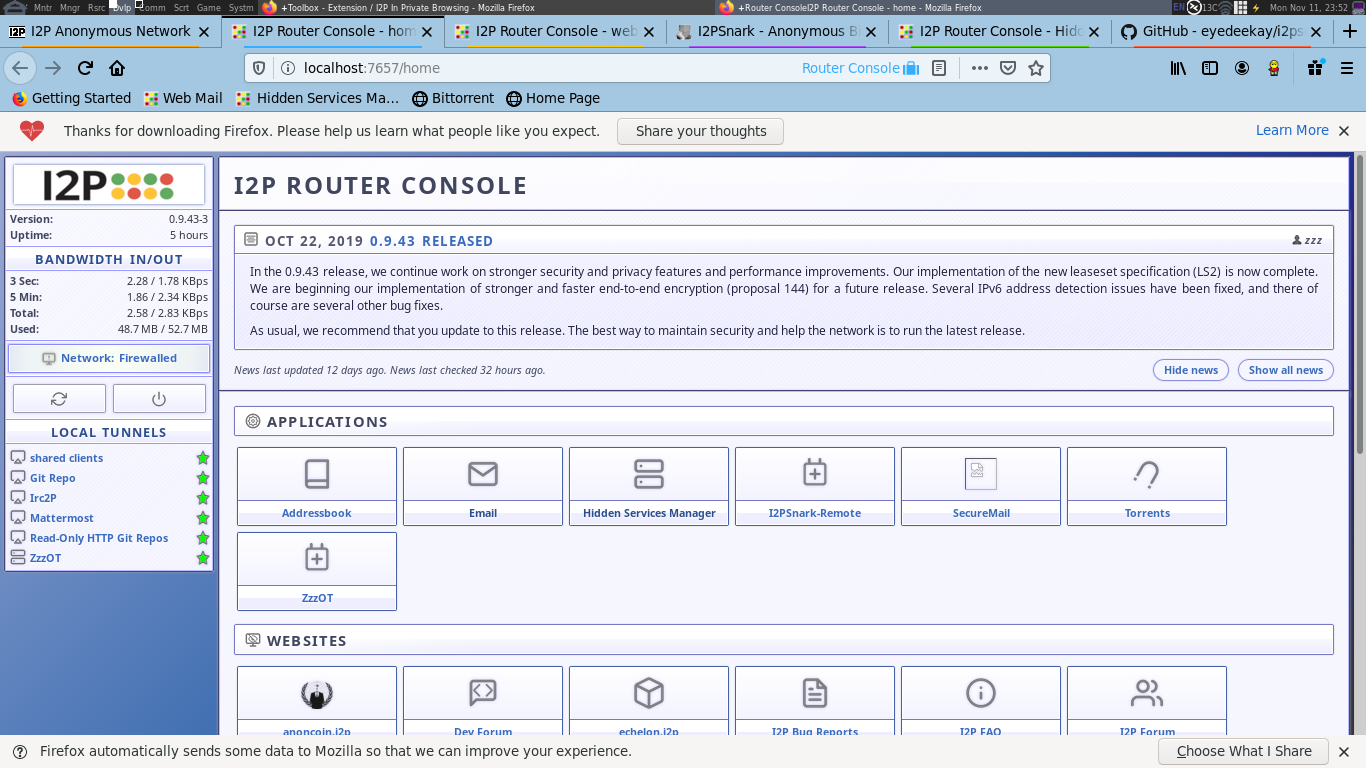 Mntr Mngr Rsrc Dvlp Comm Scrt Game Systm +Toolbox - Extension / I2P In Private Browsing - Mozilla Firefox +Router ConsoleI2P Router Console - home - Mozilla Firefox EN Mon Nov 11, 23:52
I2P Anonymous Network I2P Router Console - hom I2P Router Console - web I2PSnark - Anonymous B I2P Router Console - Hid GitHub - eyedeekay/i2ps
localhost:7657/home Router Console
Getting Started Web Mail Hidden Services Ma... Bittorrent Home Page
Thanks for downloading Firefox. Please help us learn what people like you expect. Share your thoughts Learn More
I2P
Version: 0.9.43-3
Uptime: 5 hours
BANDWIDTH IN/OUT
3 Sec: 2.28 / 1.78 KBps
5 Min: 1.86 / 2.34 KBps
Total: 2.58 / 2.83 KBps
Used: 48.7 MB / 52.7 MB
Network: Firewalled
LOCAL TUNNELS
shared clients
Git Repo
Irc2P
Mattermost
Read-Only HTTP Git Repos
ZzzOT
I2P ROUTER CONSOLE
OCT 22, 2019 0.9.43 RELEASED zzz
In the 0.9.43 release, we continue work on stronger security and privacy features and performance improvements. Our implementation of the new leaseset specification (LS2) is now complete.
We are beginning our implementation of stronger and faster end-to-end encryption (proposal 144) for a future release. Several IPv6 address detection issues have been fixed, and there of
course are several other bug fixes.
As usual, we recommend that you update to this release. The best way to maintain security and help the network is to run the latest release.
News last updated 12 days ago. News last checked 32 hours ago. Hide news Show all news
APPLICATIONS
Addressbook Email Hidden Services Manager I2PSnark-Remote SecureMail Torrents
ZzzOT
WEBSITES
anoncoin.i2p Dev Forum echelon.i2p I2P Bug Reports I2P FAQ I2P Forum
Firefox automatically sends some data to Mozilla so that we can improve your experience. Choose What I Share